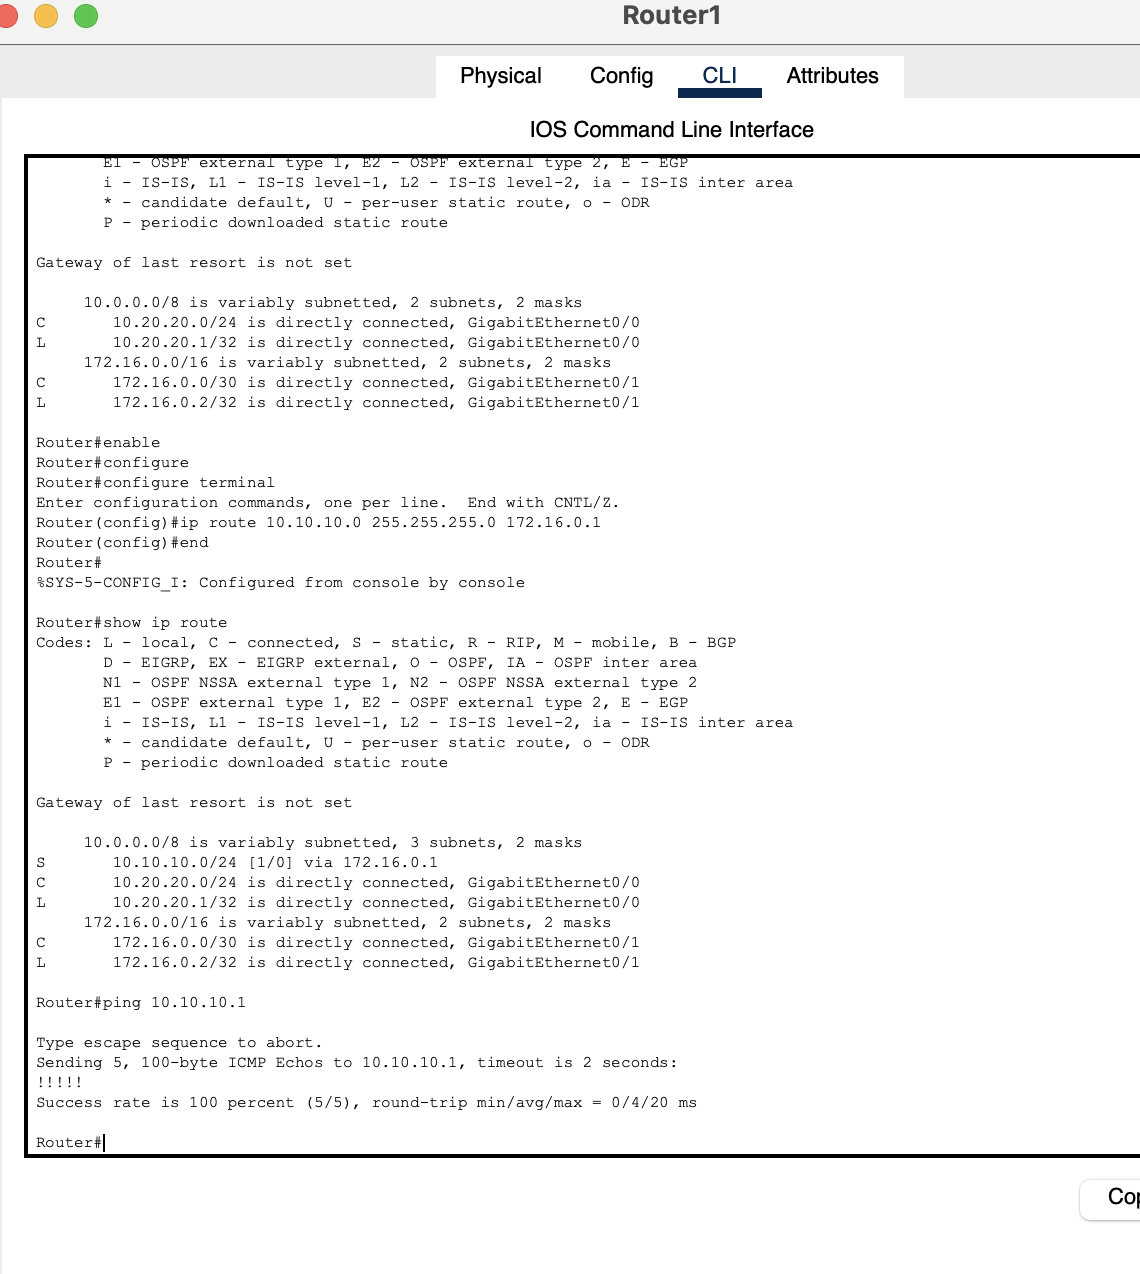 Router1
Physical Config CLI Attributes
IOS Command Line Interface
E1 - OSPF external type 1, E2 - OSPF external type 2, E - EGP
i - IS-IS, L1 - IS-IS level-1, L2 - IS-IS level-2, ia - IS-IS inter area
* - candidate default, U - per-user static route, o - ODR
P - periodic downloaded static route
Gateway of last resort is not set
10.0.0.0/8 is variably subnetted, 2 subnets, 2 masks
C 10.20.20.0/24 is directly connected, GigabitEthernet0/0
L 10.20.20.1/32 is directly connected, GigabitEthernet0/0
172.16.0.0/16 is variably subnetted, 2 subnets, 2 masks
C 172.16.0.0/30 is directly connected, GigabitEthernet0/1
L 172.16.0.2/32 is directly connected, GigabitEthernet0/1
Router#enable
Router#configure
Router#configure terminal
Enter configuration commands, one per line. End with CNTL/Z.
Router(config)#ip route 10.10.10.0 255.255.255.0 172.16.0.1
Router(config)#end
Router#
%SYS-5-CONFIG_I: Configured from console by console
Router#show ip route
Codes: L - local, C - connected, S - static, R - RIP, M - mobile, B - BGP
D - EIGRP, EX - EIGRP external, O - OSPF, IA - OSPF inter area
N1 - OSPF NSSA external type 1, N2 - OSPF NSSA external type 2
E1 - OSPF external type 1, E2 - OSPF external type 2, E - EGP
i - IS-IS, L1 - IS-IS level-1, L2 - IS-IS level-2, ia - IS-IS inter area
* - candidate default, U - per-user static route, o - ODR
P - periodic downloaded static route
Gateway of last resort is not set
10.0.0.0/8 is variably subnetted, 3 subnets, 2 masks
S 10.10.10.0/24 [1/0] via 172.16.0.1
C 10.20.20.0/24 is directly connected, GigabitEthernet0/0
L 10.20.20.1/32 is directly connected, GigabitEthernet0/0
172.16.0.0/16 is variably subnetted, 2 subnets, 2 masks
C 172.16.0.0/30 is directly connected, GigabitEthernet0/1
L 172.16.0.2/32 is directly connected, GigabitEthernet0/1
Router#ping 10.10.10.1
Type escape sequence to abort.
Sending 5, 100-byte ICMP Echos to 10.10.10.1, timeout is 2 seconds:
!!!!!
Success rate is 100 percent (5/5), round-trip min/avg/max = 0/4/20 ms
Router#